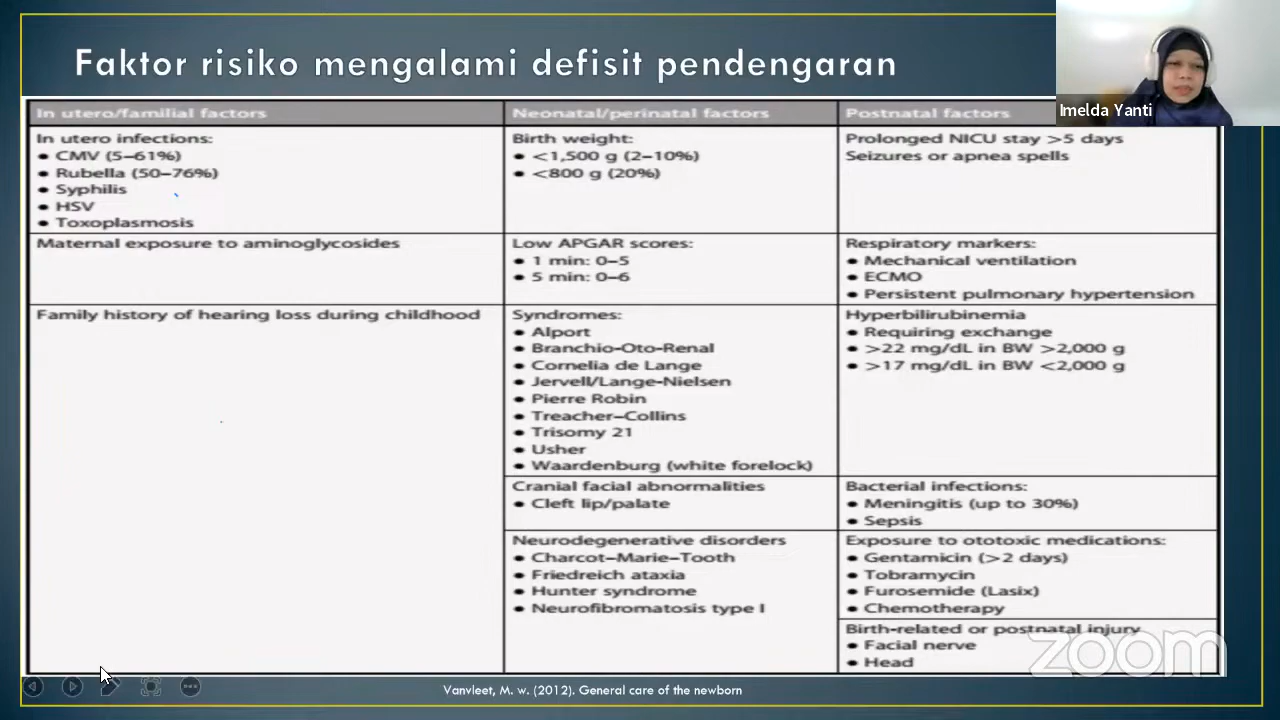 Faktor risiko mengalami defisit pendengaran
Imelda Yanti
In utero/familial factors
Neonatal/perinatal factors
Postnatal factors
In utero infections:
• CMV (5–61%)
• Rubella (50–76%)
• Syphilis
• HSV
• Toxoplasmosis
Birth weight:
• <1,500 g (2–10%)
• <800 g (20%)
Prolonged NICU stay >5 days
Seizures or apnea spells
Maternal exposure to aminoglycosides
Low APGAR scores:
• 1 min: 0–5
• 5 min: 0–6
Respiratory markers:
• Mechanical ventilation
• ECMO
• Persistent pulmonary hypertension
Family history of hearing loss during childhood
Syndromes:
• Alport
• Branchio-Oto-Renal
• Cornelia de Lange
• Jervell/Lange-Nielsen
• Pierre Robin
• Treacher–Collins
• Trisomy 21
• Usher
• Waardenburg (white forelock)
Hyperbilirubinemia
• Requiring exchange
• >22 mg/dL in BW >2,000 g
• >17 mg/dL in BW <2,000 g
Cranial facial abnormalities
• Cleft lip/palate
Bacterial infections:
• Meningitis (up to 30%)
• Sepsis
Neurodegenerative disorders
• Charcot–Marie–Tooth
• Friedreich ataxia
• Hunter syndrome
• Neurofibromatosis type I
Exposure to ototoxic medications:
• Gentamicin (>2 days)
• Tobramycin
• Furosemide (Lasix)
• Chemotherapy
Birth-related or postnatal injury
• Facial nerve
• Head
zoom
Vanvleet, M. w. (2012). General care of the newborn